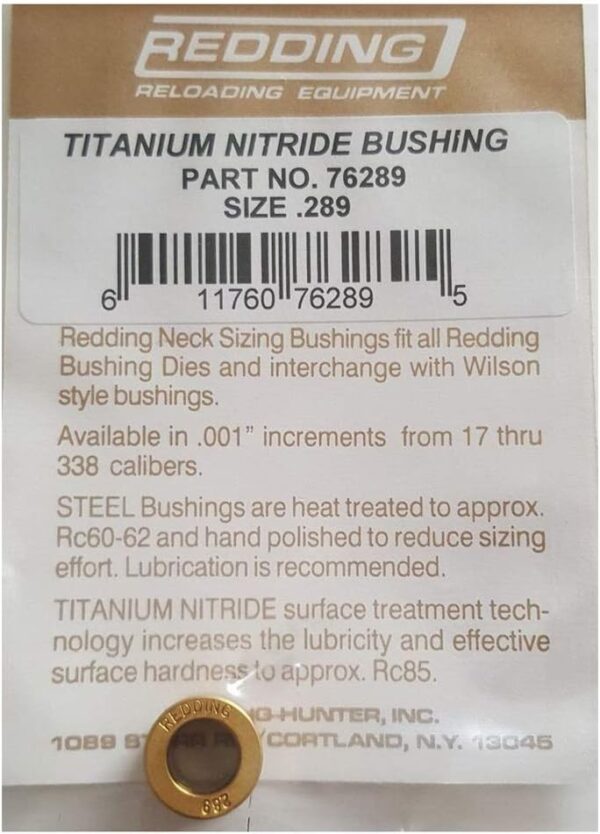 REDDING
RELOADING EQUIPMENT
TITANIUM NITRIDE BUSHING
PART NO. 76289
SIZE .289
6 11760 76289 5
Redding Neck Sizing Bushings fit all Redding
Bushing Dies and interchange with Wilson
style bushings.
Available in .001" increments from 17 thru
338 calibers.
STEEL Bushings are heat treated to approx.
Rc60-62 and hand polished to reduce sizing
effort. Lubrication is recommended.
TITANIUM NITRIDE surface treatment tech-
nology increases the lubricity and effective
surface hardness to approx. Rc85.
G-HUNTER, INC.
1089 CORTLAND, N.Y. 13045
REDDING
289